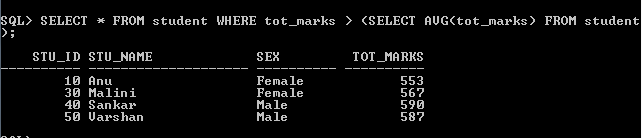 SQL> SELECT * FROM student WHERE tot_marks > (SELECT AVG(tot_marks) FROM student
);
STU_ID STU_NAME SEX TOT_MARKS
---------- -------------------- ---------- ----------
10 Anu Female 553
30 Malini Female 567
40 Sankar Male 590
50 Varshan Male 587
SQL>